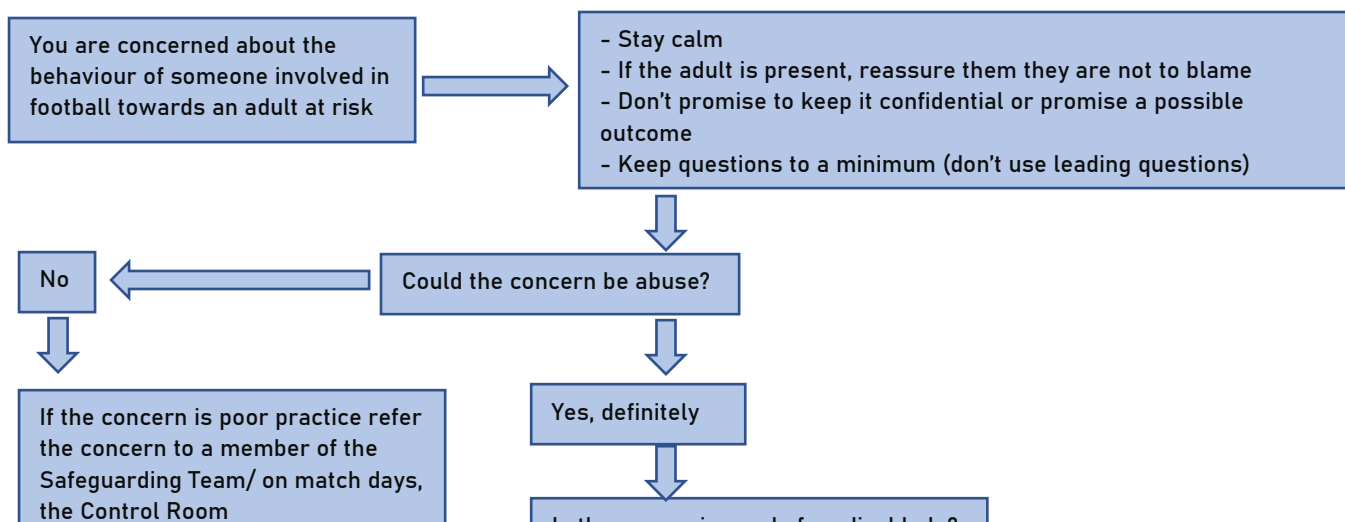 You are concerned about the
behaviour of someone involved in
football towards an adult at risk
- Stay calm
- If the adult is present, reassure them they are not to blame
- Don't promise to keep it confidential or promise a possible
outcome
- Keep questions to a minimum (don't use leading questions)
No
Could the concern be abuse?
If the concern is poor practice refer
the concern to a member of the
Safeguarding Team/ on match days,
the Control Room
Yes, definitely